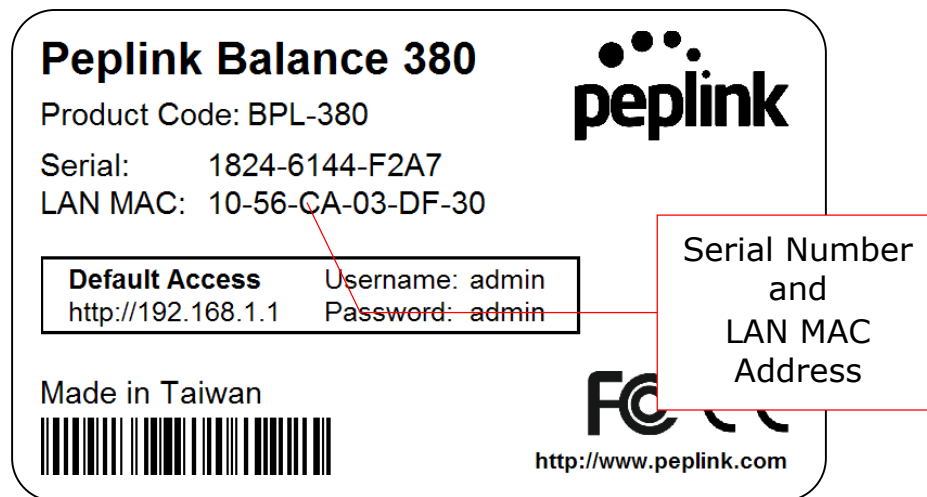 Peplink Balance 380
peplink
Product Code: BPL-380
Serial: 1824-6144-F2A7
LAN MAC: 10-56-CA-03-DF-30
Default Access Username: admin
http://192.168.1.1 Password: admin
Serial Number
and
LAN MAC
Address
Made in Taiwan
FC
http://www.peplink.com